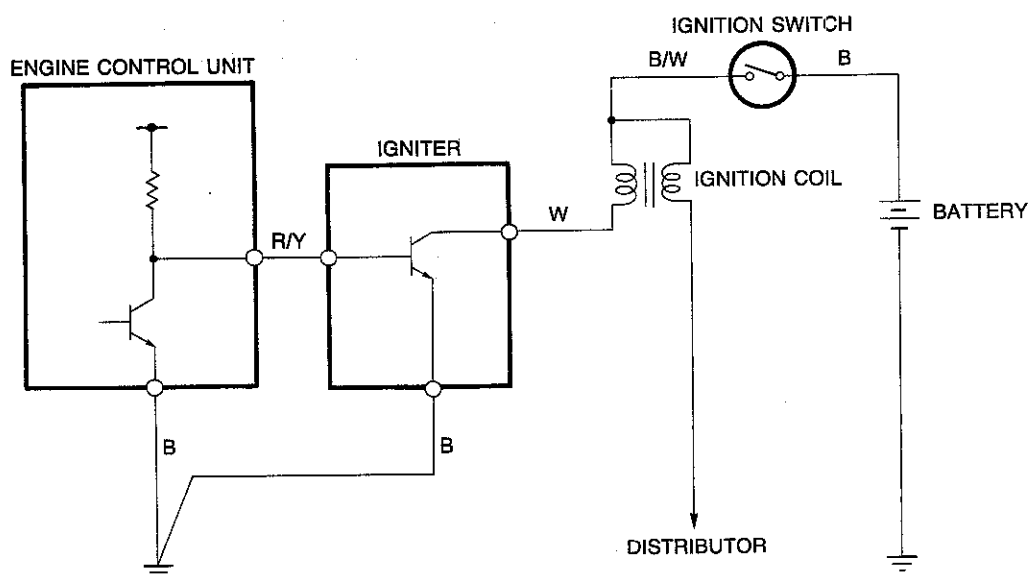 IGNITION SWITCH
B/W
B
ENGINE CONTROL UNIT
IGNITER
IGNITION COIL
W
BATTERY
R/Y
B
B
DISTRIBUTOR